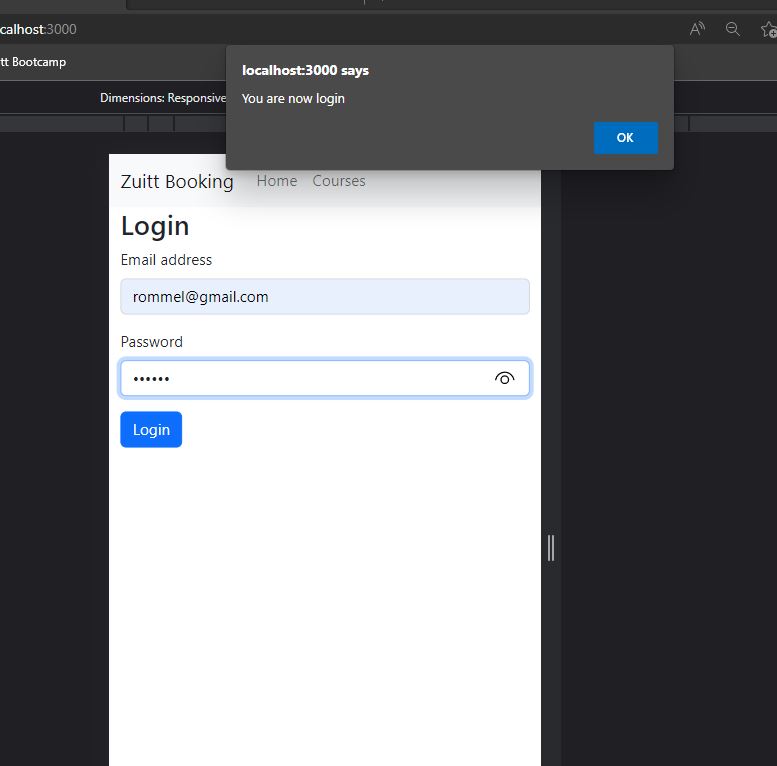 calhost:3000
tt Bootcamp
Dimensions: Responsive
localhost:3000 says
You are now login
OK
Zuitt Booking Home Courses
Login
Email address
rommel@gmail.com
Password
••••••
Login